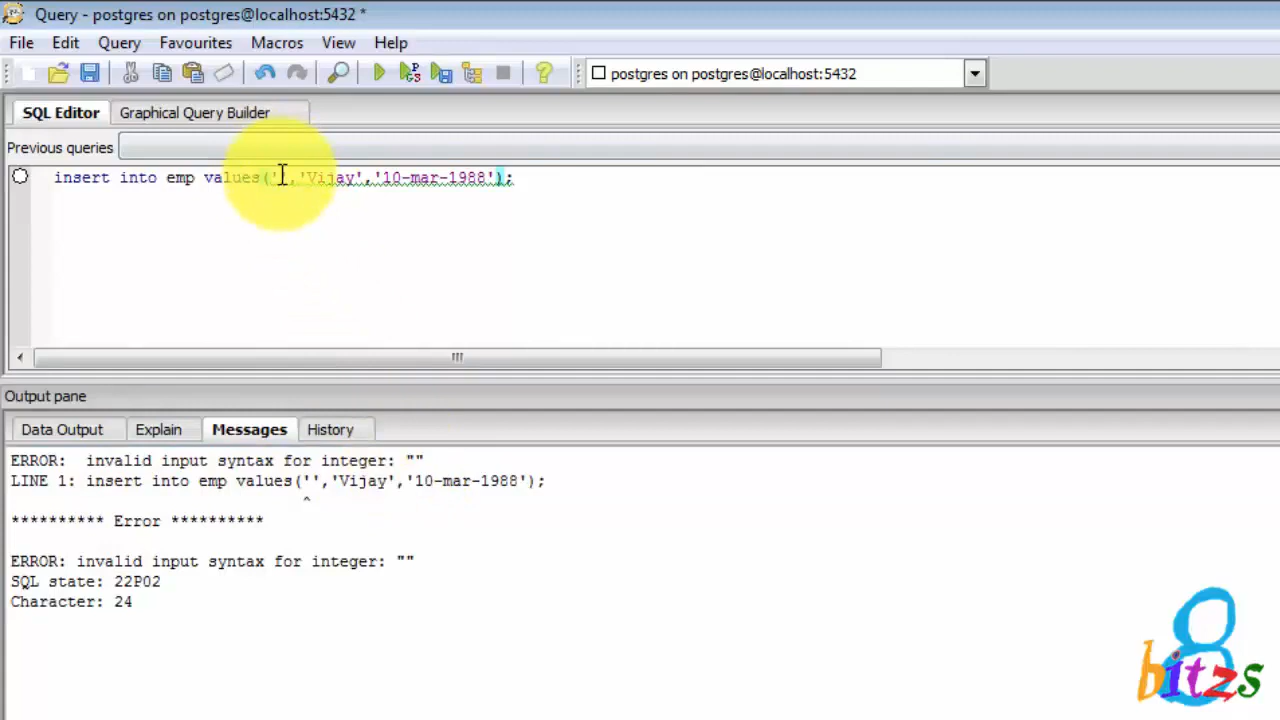 Query - postgres on postgres@localhost:5432 *
File Edit Query Favourites Macros View Help
postgres on postgres@localhost:5432
SQL Editor Graphical Query Builder
Previous queries
insert into emp values('','Vijay','10-mar-1988');
Output pane
Data Output Explain Messages History
ERROR:  invalid input syntax for integer: ""
LINE 1: insert into emp values('','Vijay','10-mar-1988');
^
********** Error **********
ERROR: invalid input syntax for integer: ""
SQL state: 22P02
Character: 24
8
bitzs